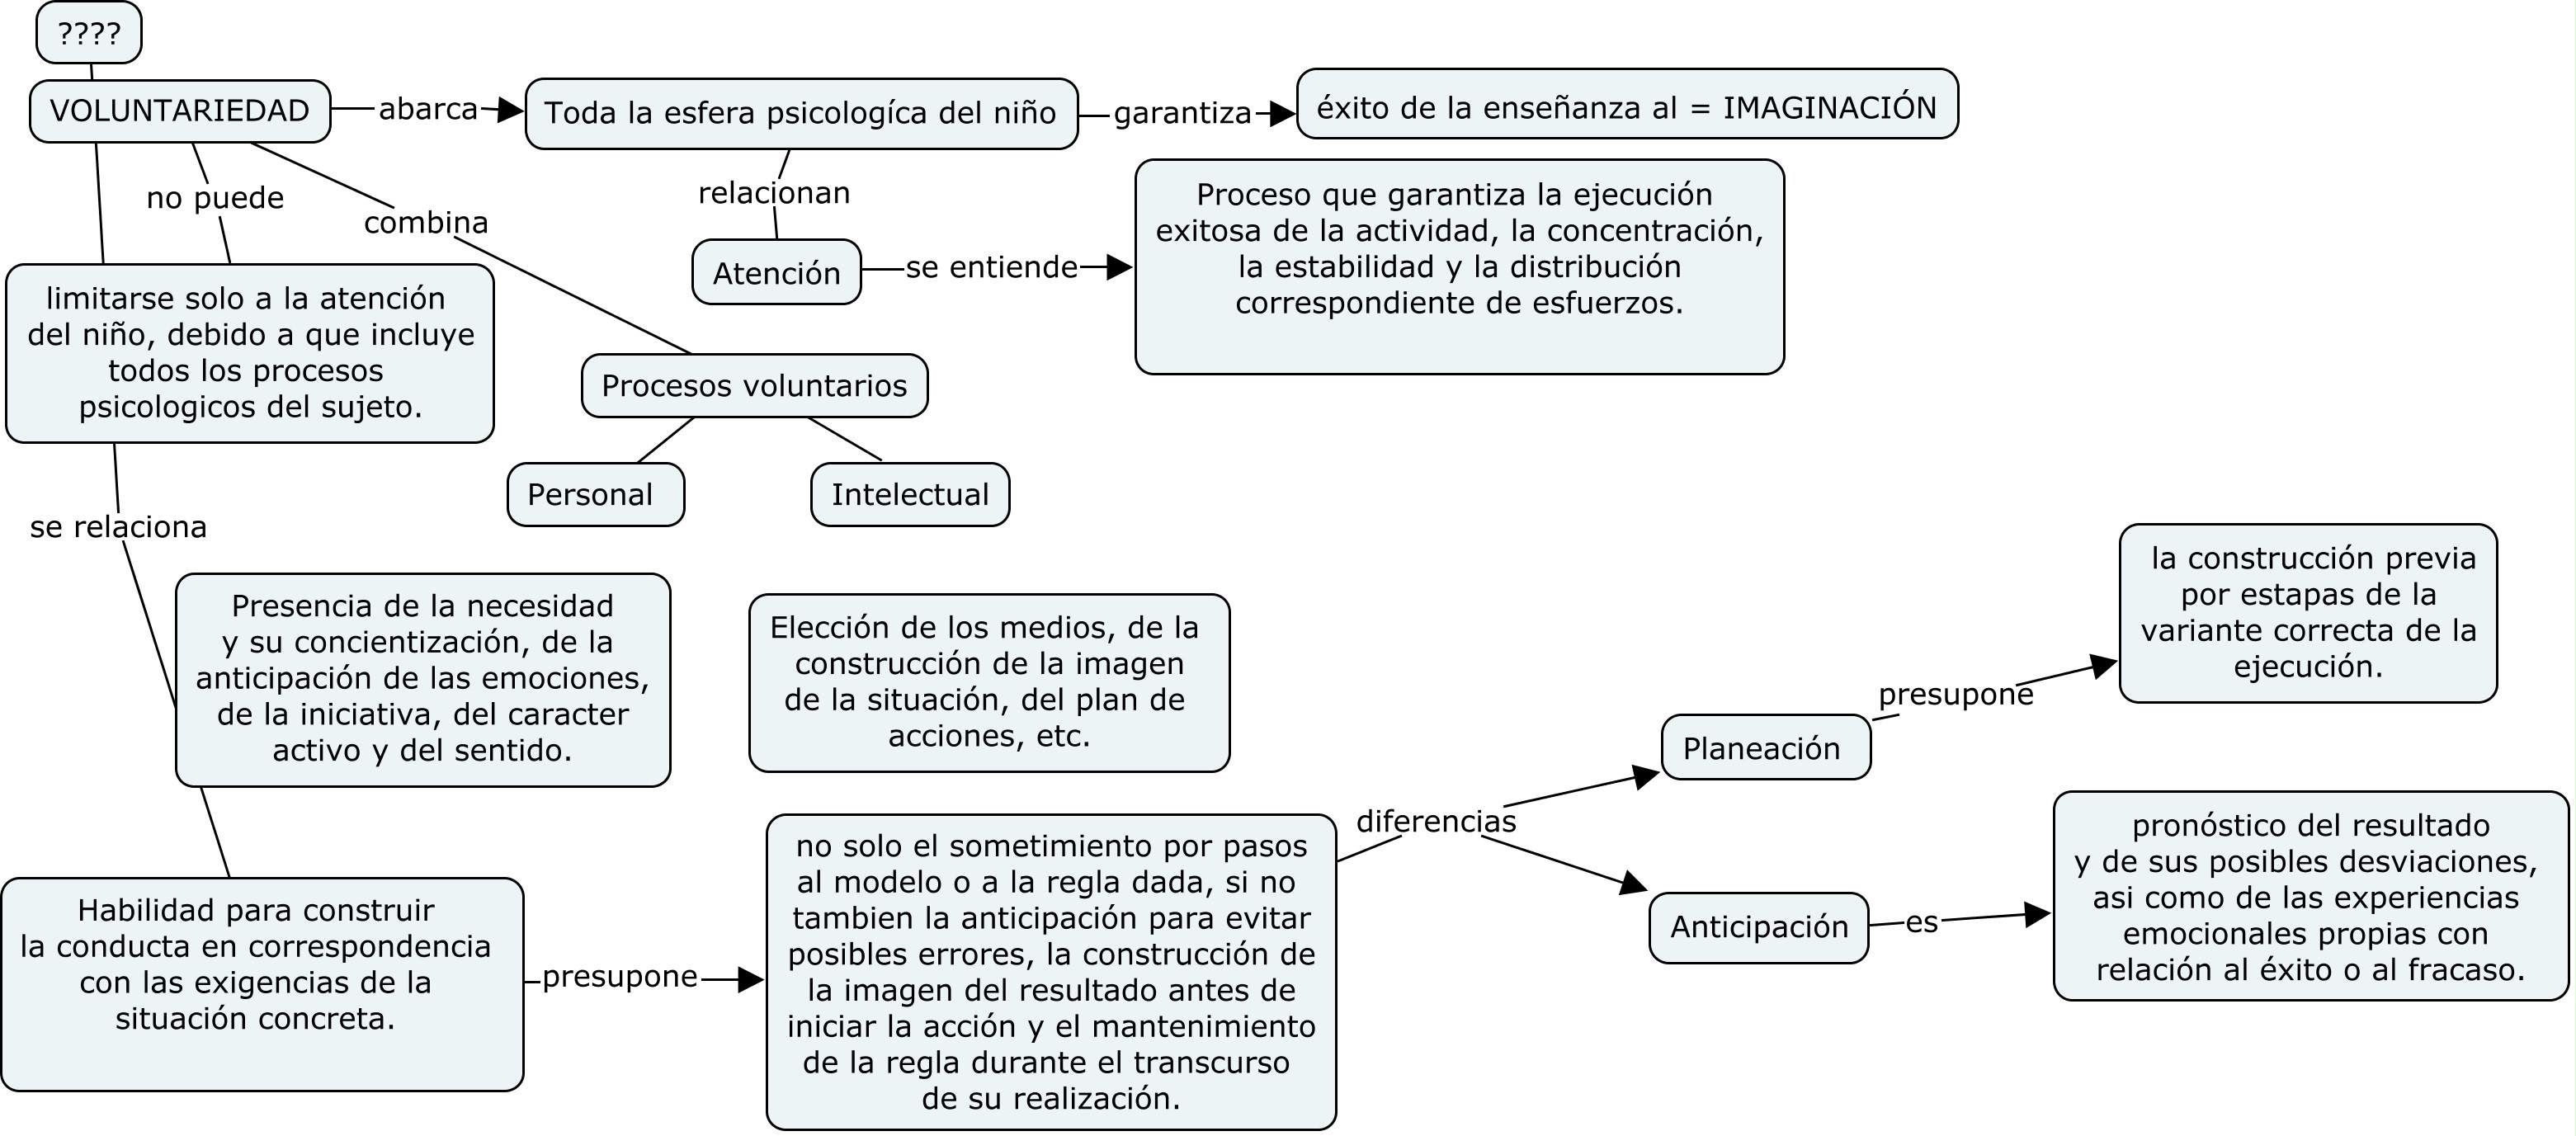 ????
VOLUNTARIEDAD
abarca
Toda la esfera psicologíca del niño
garantiza
éxito de la enseñanza al = IMAGINACIÓN
no puede
combina
relacionan
Atención
se entiende
Proceso que garantiza la ejecución
exitosa de la actividad, la concentración,
la estabilidad y la distribución
correspondiente de esfuerzos.
limitarse solo a la atención
del niño, debido a que incluye
todos los procesos
psicologicos del sujeto.
Procesos voluntarios
Personal
Intelectual
se relaciona
Presencia de la necesidad
y su concientización, de la
anticipación de las emociones,
de la iniciativa, del caracter
activo y del sentido.
Elección de los medios, de la
construcción de la imagen
de la situación, del plan de
acciones, etc.
Habilidad para construir
la conducta en correspondencia
con las exigencias de la
situación concreta.
presupone
no solo el sometimiento por pasos
al modelo o a la regla dada, si no
tambien la anticipación para evitar
posibles errores, la construcción de
la imagen del resultado antes de
iniciar la acción y el mantenimiento
de la regla durante el transcurso
de su realización.
diferencias
Planeación
presupone
la construcción previa
por estapas de la
variante correcta de la
ejecución.
Anticipación
es
pronóstico del resultado
y de sus posibles desviaciones,
asi como de las experiencias
emocionales propias con
relación al éxito o al fracaso.